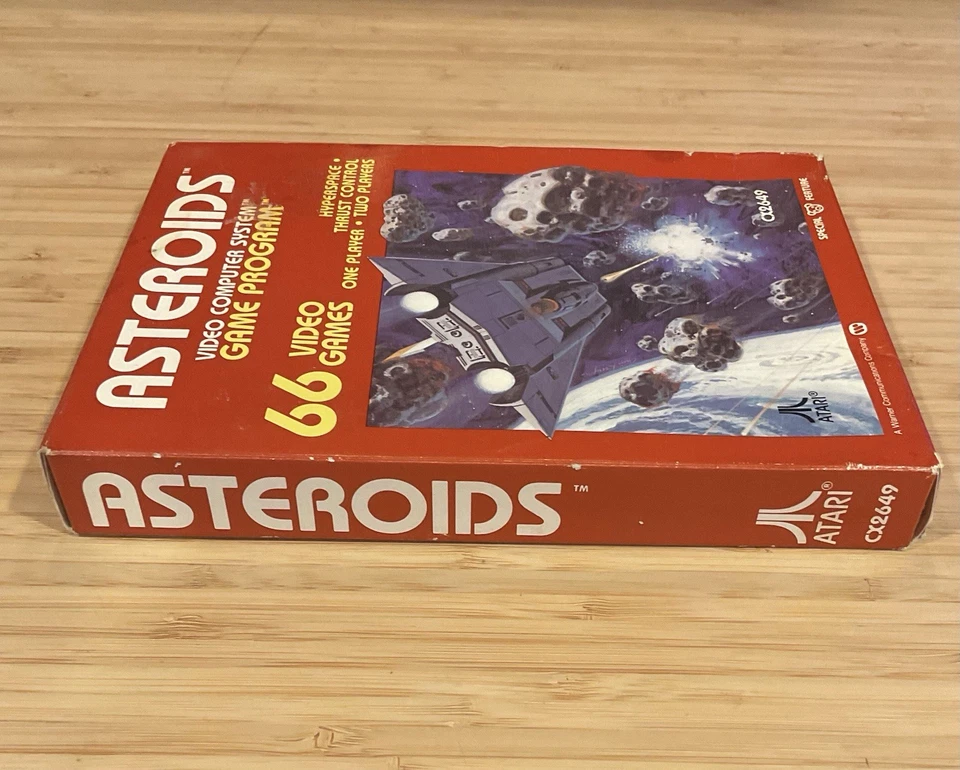 ASTEROIDS™
VIDEO COMPUTER SYSTEM™
GAME PROGRAM™
66 VIDEO GAMES
HYPERSPACE •
THRUST CONTROL
ONE PLAYER • TWO PLAYERS
CX2649
SPECIAL FEATURE
ATARI®
A Warner Communications Company
ASTEROIDS™
ATARI®
CX2649